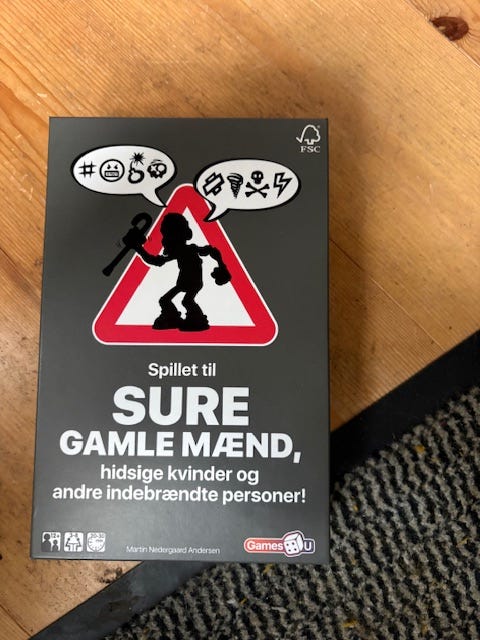 FSC
Spillet til
SURE
GAMLE MÆND,
hidsige kvinder og
andre indebrændte personer!
Martin Nedergaard Andersen
Games4U